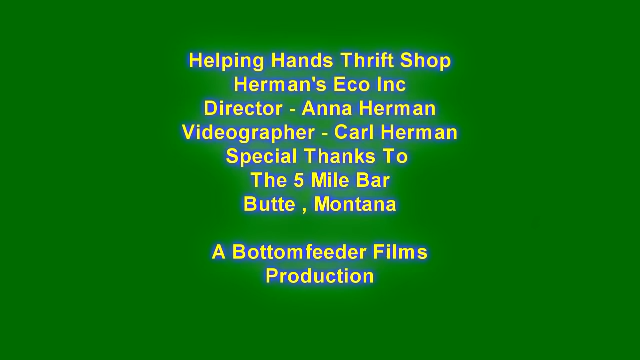 Helping Hands Thrift Shop
Herman's Eco Inc
Director - Anna Herman
Videographer - Carl Herman
Special Thanks To
The 5 Mile Bar
Butte , Montana
A Bottomfeeder Films
Production